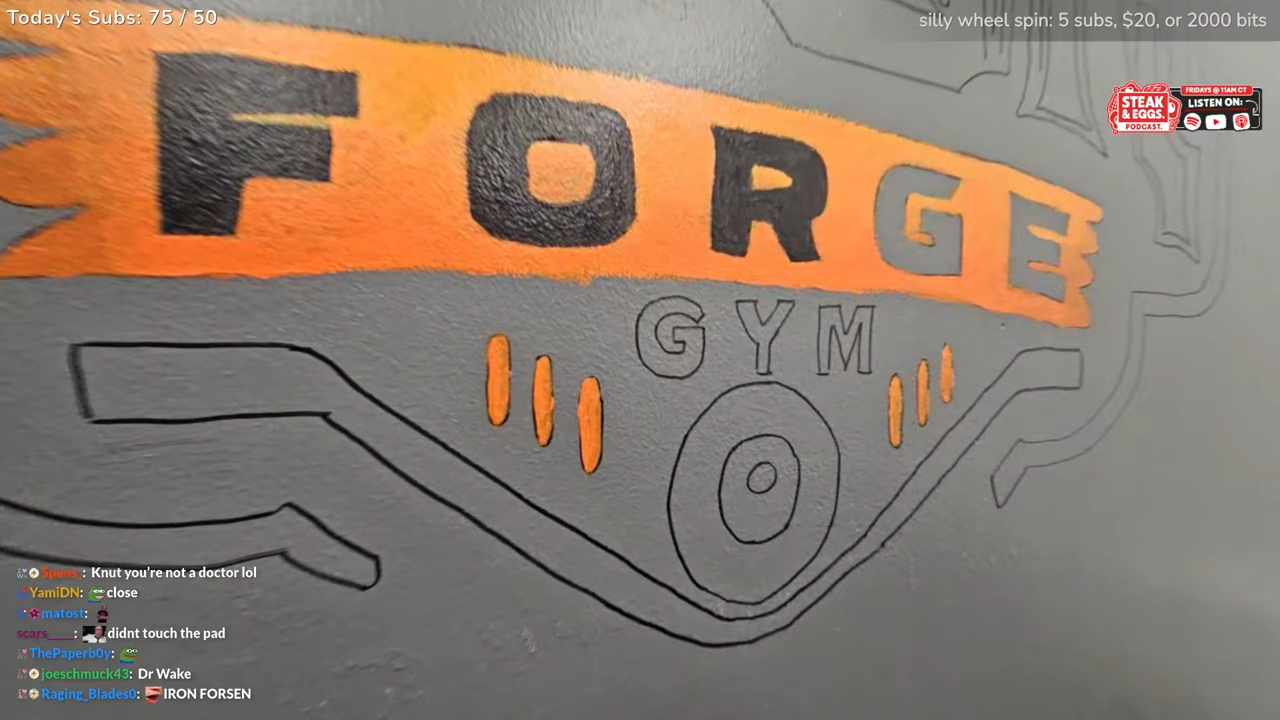 Today's Subs: 75 / 50
silly wheel spin: 5 subs, $20, or 2000 bits
STEAK & EGGS. PODCAST.
FRIDAYS @ 11AM CT
LISTEN ON:
FORGE
GYM
Spens: Knut you're not a doctor lol
YamiDN: close
matost:
scars____: didnt touch the pad
ThePaperb0y:
joeschmuck43: Dr Wake
Raging_Blades0: IRON FORSEN